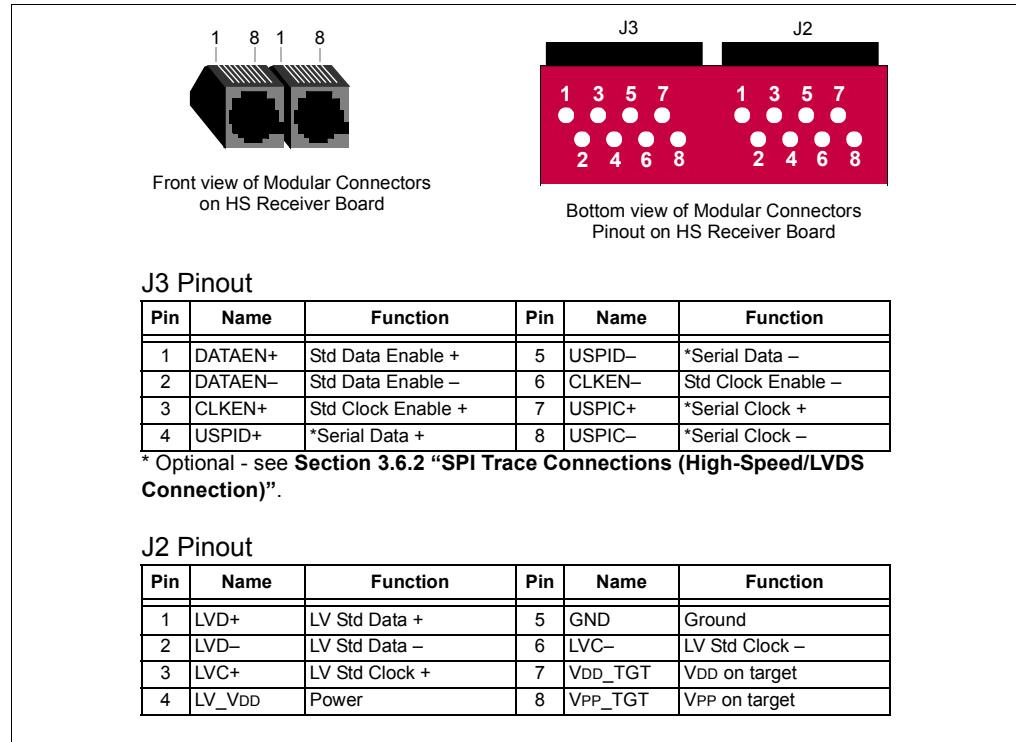 1 8 1 8
Front view of Modular Connectors
on HS Receiver Board
J3 J2
1 3 5 7 1 3 5 7
2 4 6 8 2 4 6 8
Bottom view of Modular Connectors
Pinout on HS Receiver Board
J3 Pinout
Pin Name Function Pin Name Function
1 DATAEN+ Std Data Enable + 5 USPID– *Serial Data –
2 DATAEN– Std Data Enable – 6 CLKEN– Std Clock Enable –
3 CLKEN+ Std Clock Enable + 7 USPIC+ *Serial Clock +
4 USPID+ *Serial Data + 8 USPIC– *Serial Clock –
* Optional - see Section 3.6.2 “SPI Trace Connections (High-Speed/LVDS
Connection)”.
J2 Pinout
Pin Name Function Pin Name Function
1 LVD+ LV Std Data + 5 GND Ground
2 LVD– LV Std Data – 6 LVC– LV Std Clock –
3 LVC+ LV Std Clock + 7 VDD_TGT VDD on target
4 LV_VDD Power 8 VPP_TGT VPP on target